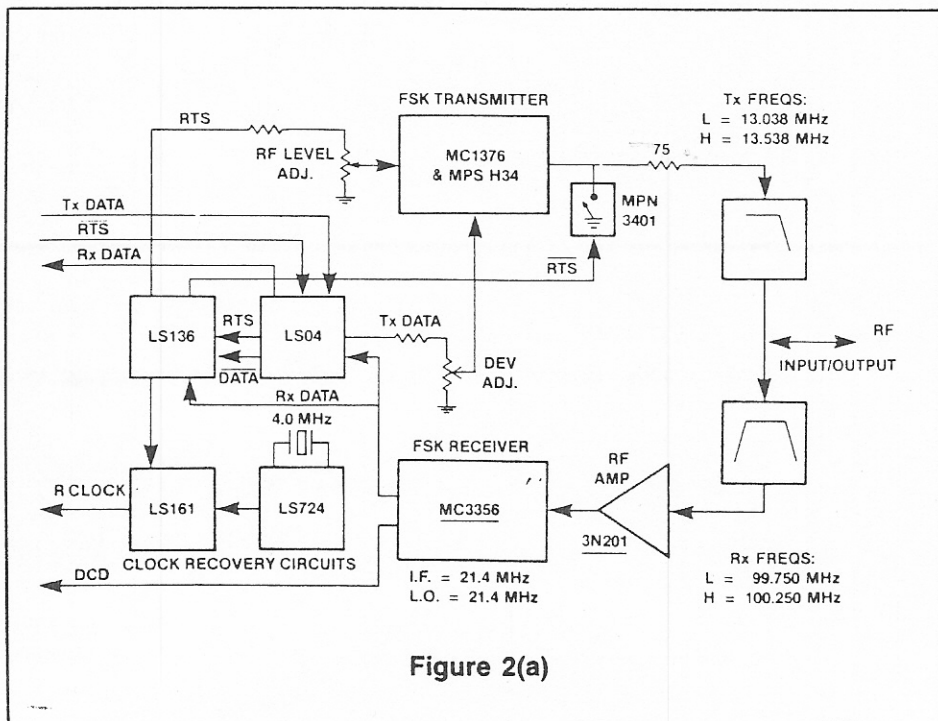 FSK TRANSMITTER
Tx FREQS:
L = 13.038 MHz
H = 13.538 MHz
RTS
RF LEVEL
ADJ.
MC1376
& MPS H34
75
MPN
3401
Tx DATA
R̅T̅S̅
Rx DATA
R̅T̅S̅
LS136
RTS
LS04
Tx DATA
D̅A̅T̅A̅
DEV
ADJ.
RF
INPUT/OUTPUT
Rx DATA
4.0 MHz
FSK RECEIVER
RF
AMP
R CLOCK
LS161
LS724
MC3356
3N201
CLOCK RECOVERY CIRCUITS
DCD
I.F. = 21.4 MHz
L.O. = 21.4 MHz
Rx FREQS:
L = 99.750 MHz
H = 100.250 MHz
Figure 2(a)